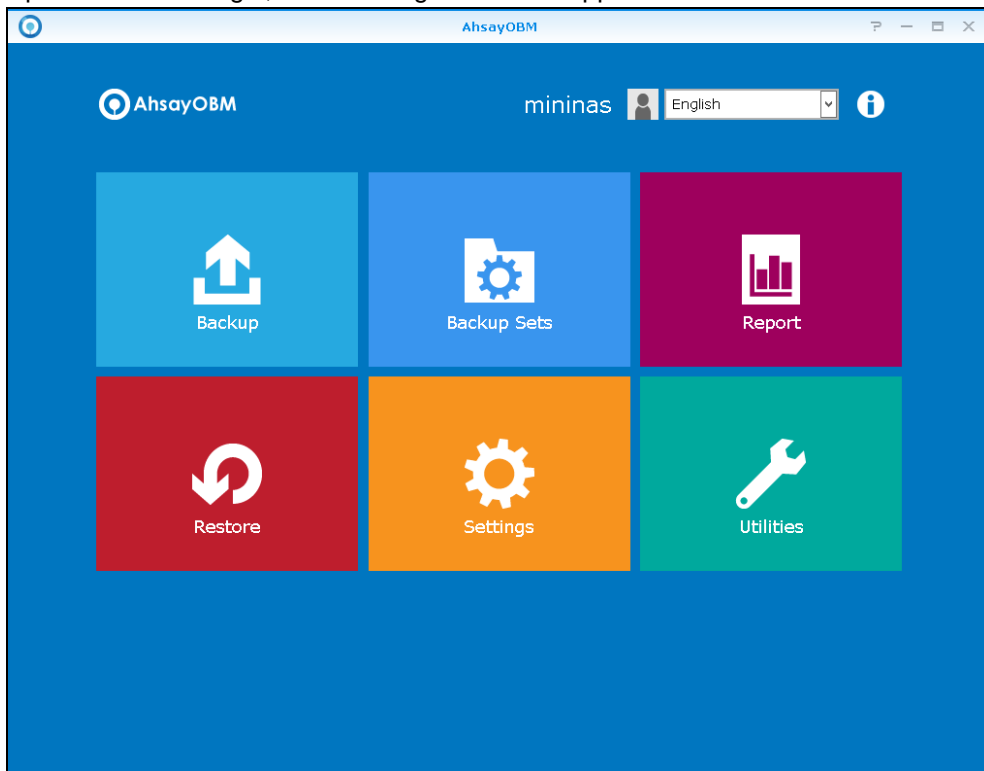 AhsayOBM
AhsayOBM mininas English
Backup Backup Sets Report
Restore Settings Utilities